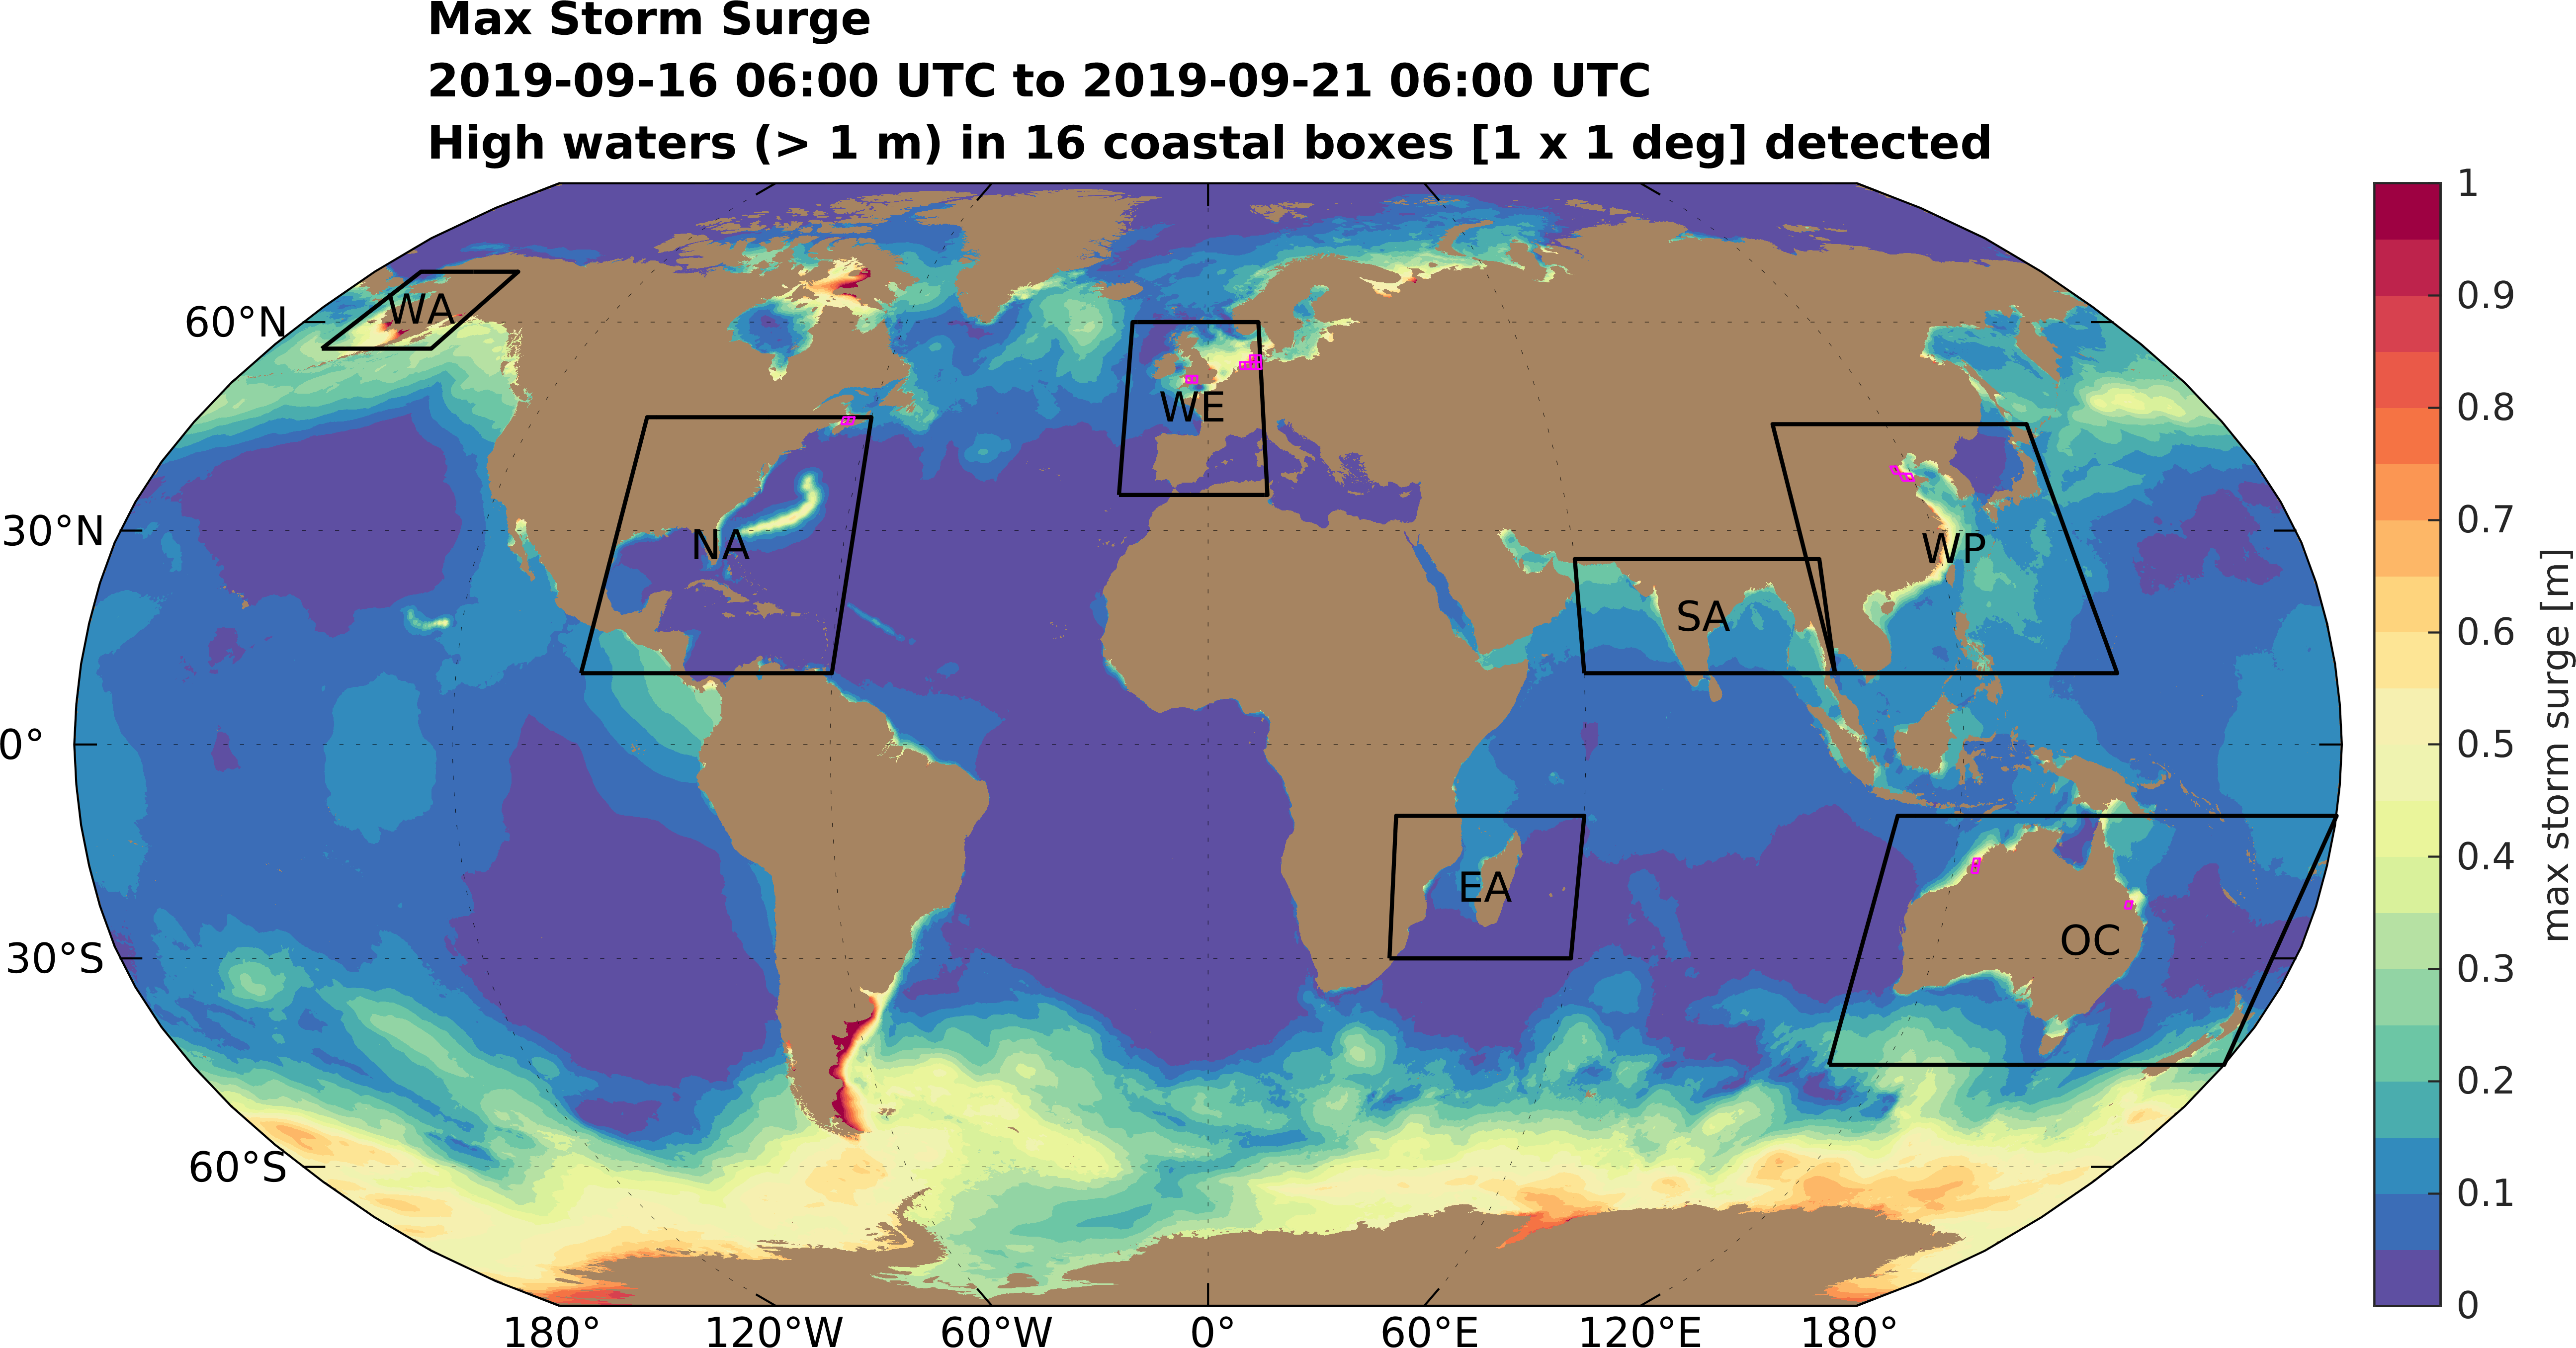 Max Storm Surge
2019-09-16 06:00 UTC to 2019-09-21 06:00 UTC
High waters (> 1 m) in 16 coastal boxes [1 x 1 deg] detected
60°N
30°N
0°
30°S
60°S
WA
NA
WE
SA
WP
EA
OC
180°
120°W
60°W
0°
60°E
120°E
180°
1
0.9
0.8
0.7
0.6
0.5
0.4
0.3
0.2
0.1
0
max storm surge [m]